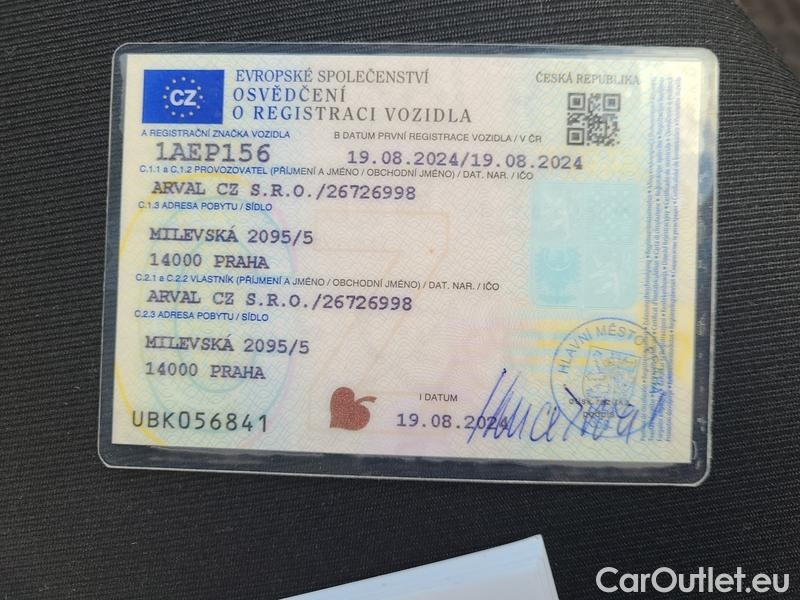 CZ
EVROPSKÉ SPOLEČENSTVÍ
OSVĚDČENÍ
O REGISTRACI VOZIDLA
ČESKÁ REPUBLIKA
A REGISTRAČNÍ ZNAČKA VOZIDLA
B DATUM PRVNÍ REGISTRACE VOZIDLA / V ČR
1AEP156
19.08.2024/19.08.2024
C.1.1 a C.1.2 PROVOZOVATEL (PŘÍJMENÍ A JMÉNO / OBCHODNÍ JMÉNO) / DAT. NAR. / IČO
ARVAL CZ S.R.O./26726998
C.1.3 ADRESA POBYTU / SÍDLO
MILEVSKÁ 2095/5
14000 PRAHA
C.2.1 a C.2.2 VLASTNÍK (PŘÍJMENÍ A JMÉNO / OBCHODNÍ JMÉNO) / DAT. NAR. / IČO
ARVAL CZ S.R.O./26726998
C.2.3 ADRESA POBYTU / SÍDLO
MILEVSKÁ 2095/5
14000 PRAHA
HLAVNÍ MĚSTO
I DATUM
19.08.2024
UBK056841
CarOutlet.eu